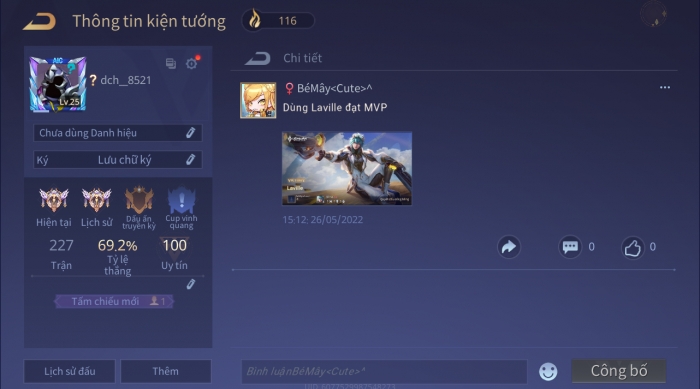 Thông tin kiện tướng
116
Chi tiết
AIC
Lv.25
? dch__8521
BéMây<Cute>^
Dùng Laville đạt MVP
Chưa dùng Danh hiệu
Ký Lưu chữ ký
Laville
15:12: 26/05/2022
Hiện tại
Lịch sử
Dấu ấn truyền kỳ
Cup vinh quang
227
Trận
69.2%
Tỷ lệ thắng
100
Uy tín
0
0
Tấm chiếu mới 1
Lịch sử đấu
Thêm
Bình luậnBéMây<Cute>^
Công bố